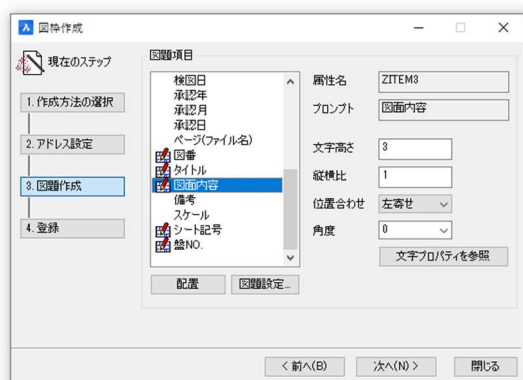 図枠作成
現在のステップ
1. 作成方法の選択
2. アドレス設定
3. 図題作成
4. 登録
図題項目
検図日
承認年
承認月
承認日
ページ(ファイル名)
図番
タイトル
図面内容
備考
スケール
シート記号
盤NO.
配置
図題設定...
属性名
ZITEM3
プロンプト
図面内容
文字高さ
3
縦横比
1
位置合わせ
左寄せ
角度
0
文字プロパティを参照
< 前へ(B)
次へ(N) >
閉じる